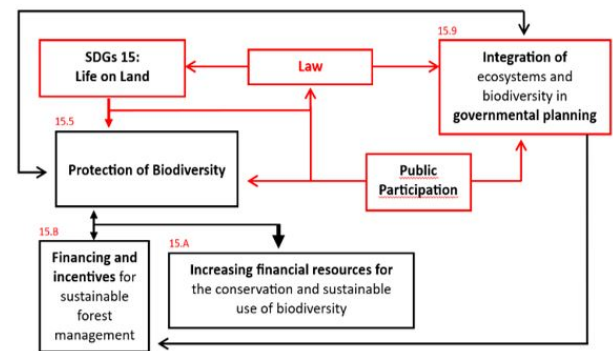 SDGs 15:
Life on Land
Law
15.9
Integration of
ecosystems and
biodiversity in
governmental planning
15.5
Protection of Biodiversity
Public
Participation
15.B
Financing and
incentives for
sustainable
forest
management
15.A
Increasing financial resources for
the conservation and sustainable
use of biodiversity